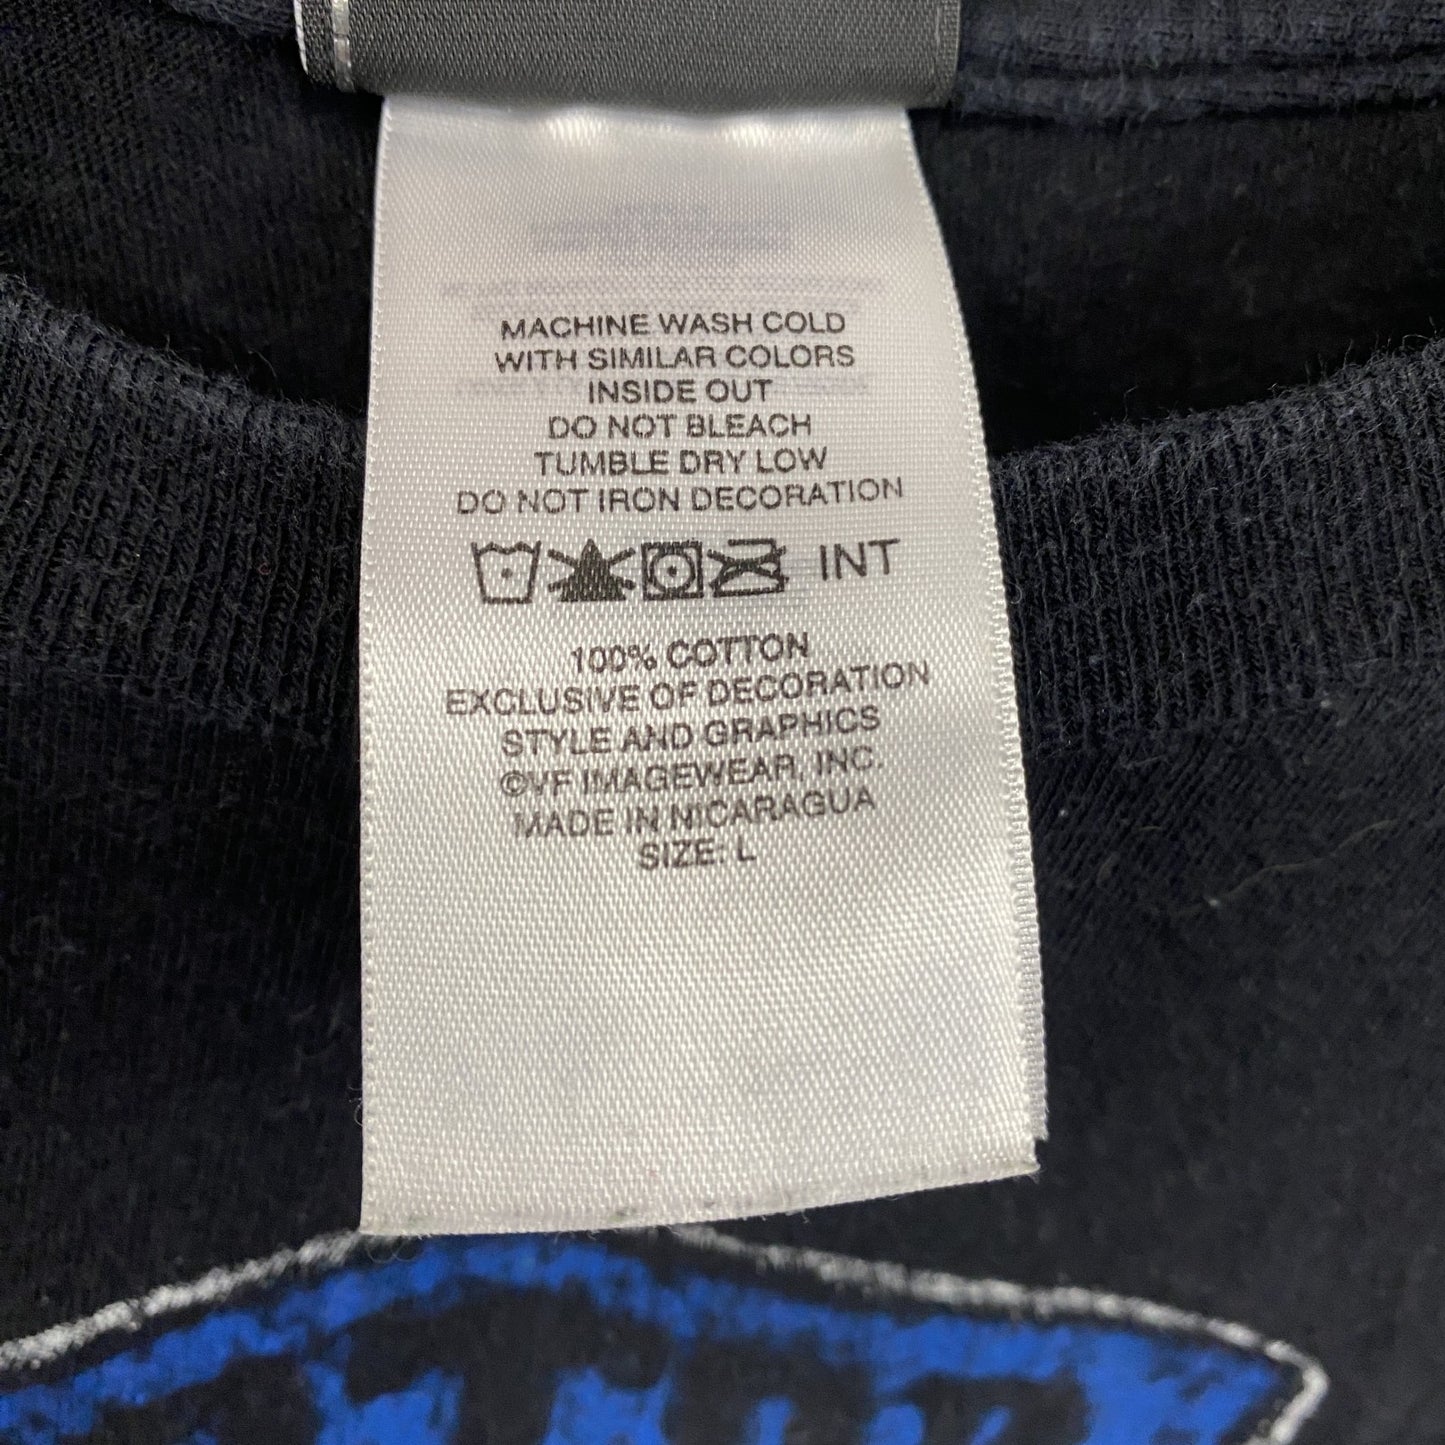 MACHINE WASH COLD
WITH SIMILAR COLORS
INSIDE OUT
DO NOT BLEACH
TUMBLE DRY LOW
DO NOT IRON DECORATION
INT
100% COTTON
EXCLUSIVE OF DECORATION
STYLE AND GRAPHICS
©VF IMAGEWEAR, INC.
MADE IN NICARAGUA
SIZE: L